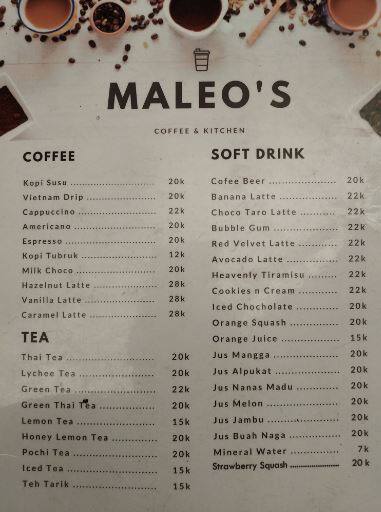 MALEO'S
COFFEE & KITCHEN
COFFEE
Kopi Susu 20k
Vietnam Drip 20k
Cappuccino 22k
Americano 20k
Espresso 20k
Kopi Tubruk 12k
Milk Choco 20k
Hazelnut Latte 28k
Vanilla Latte 28k
Caramel Latte 28k
TEA
Thai Tea 20k
Lychee Tea 20k
Green Tea 22k
Green Thai Tea 20k
Lemon Tea 15k
Honey Lemon Tea 20k
Pochi Tea 20k
Iced Tea 15k
Teh Tarik 15k
SOFT DRINK
Cofee Beer 20k
Banana Latte 22k
Choco Taro Latte 22k
Bubble Gum 22k
Red Velvet Latte 22k
Avocado Latte 22k
Heavenly Tiramisu 22k
Cookies n Cream 22k
Iced Chocholate 20k
Orange Squash 20k
Orange Juice 15k
Jus Mangga 20k
Jus Alpukat 20k
Jus Nanas Madu 20k
Jus Melon 20k
Jus Jambu 20k
Jus Buah Naga 20k
Mineral Water 7k
Strawberry Squash 20 k